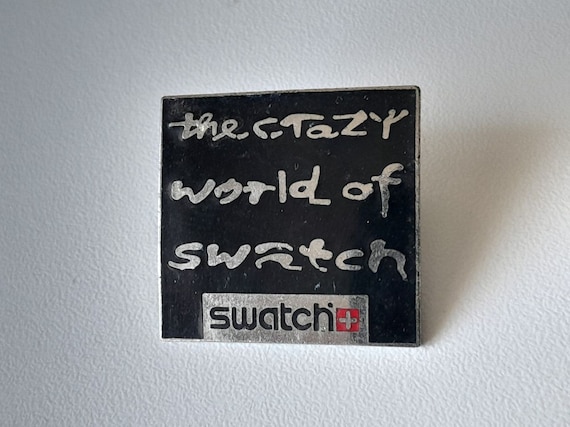 the crazy
world of
swatch
swatch